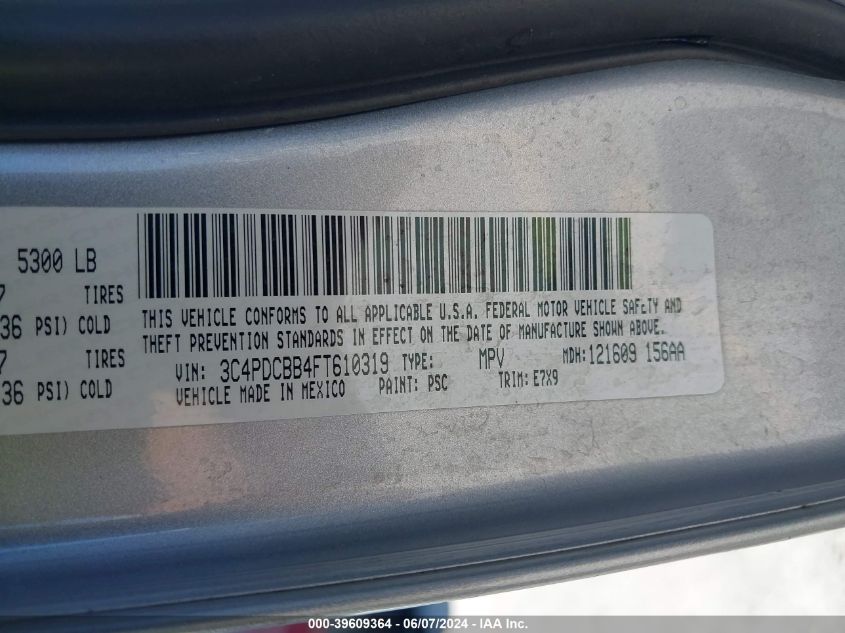 5300 LB
7 TIRES
36 PSI) COLD
7 TIRES
36 PSI) COLD
THIS VEHICLE CONFORMS TO ALL APPLICABLE U.S.A. FEDERAL MOTOR VEHICLE SAFETY AND
THEFT PREVENTION STANDARDS IN EFFECT ON THE DATE OF MANUFACTURE SHOWN ABOVE.
VIN: 3C4PDCBB4FT610319 TYPE: MPV MDH: 121609 156AA
VEHICLE MADE IN MEXICO PAINT: PSC TRIM: E7X9
000-39609364 - 06/07/2024 - IAA Inc.